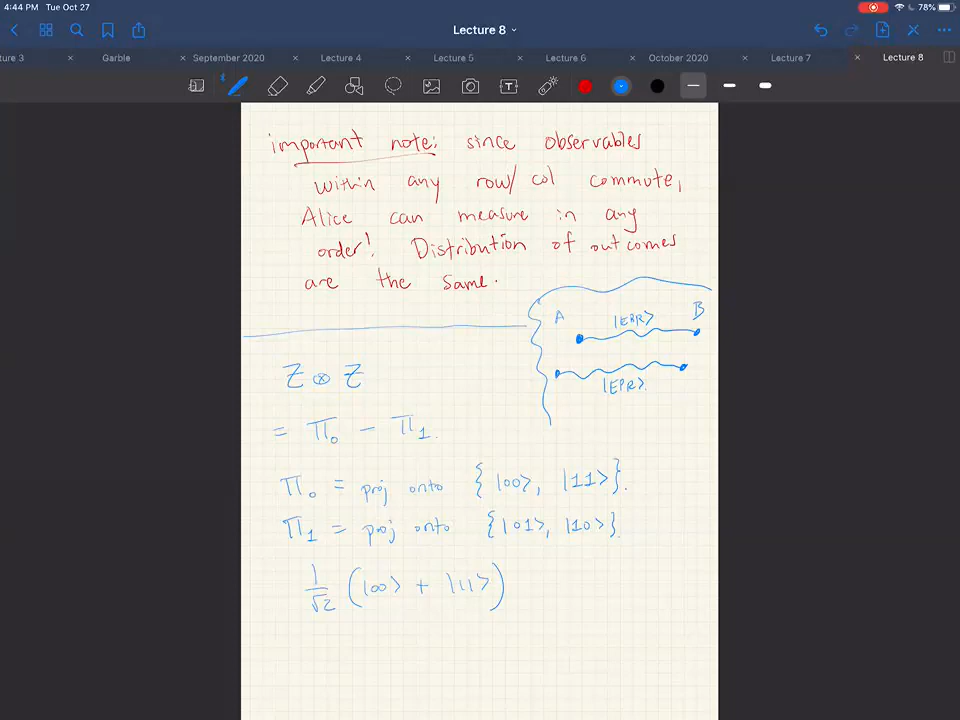 4:44 PM Tue Oct 27
78%
Lecture 8
ture 3
Garble
September 2020
Lecture 4
Lecture 5
Lecture 6
October 2020
Lecture 7
Lecture 8
important note: since observables
within any row/col commute,
Alice can measure in any
order! Distribution of outcomes
are the same.
A B
|EPR>
|EPR>.
Z ⊗ Z
= Π₀ - Π₁.
Π₀ = proj onto {|00>, |11>}.
Π₁ = proj onto {|01>, |10>}.
1/√2 (|00> + |11>)